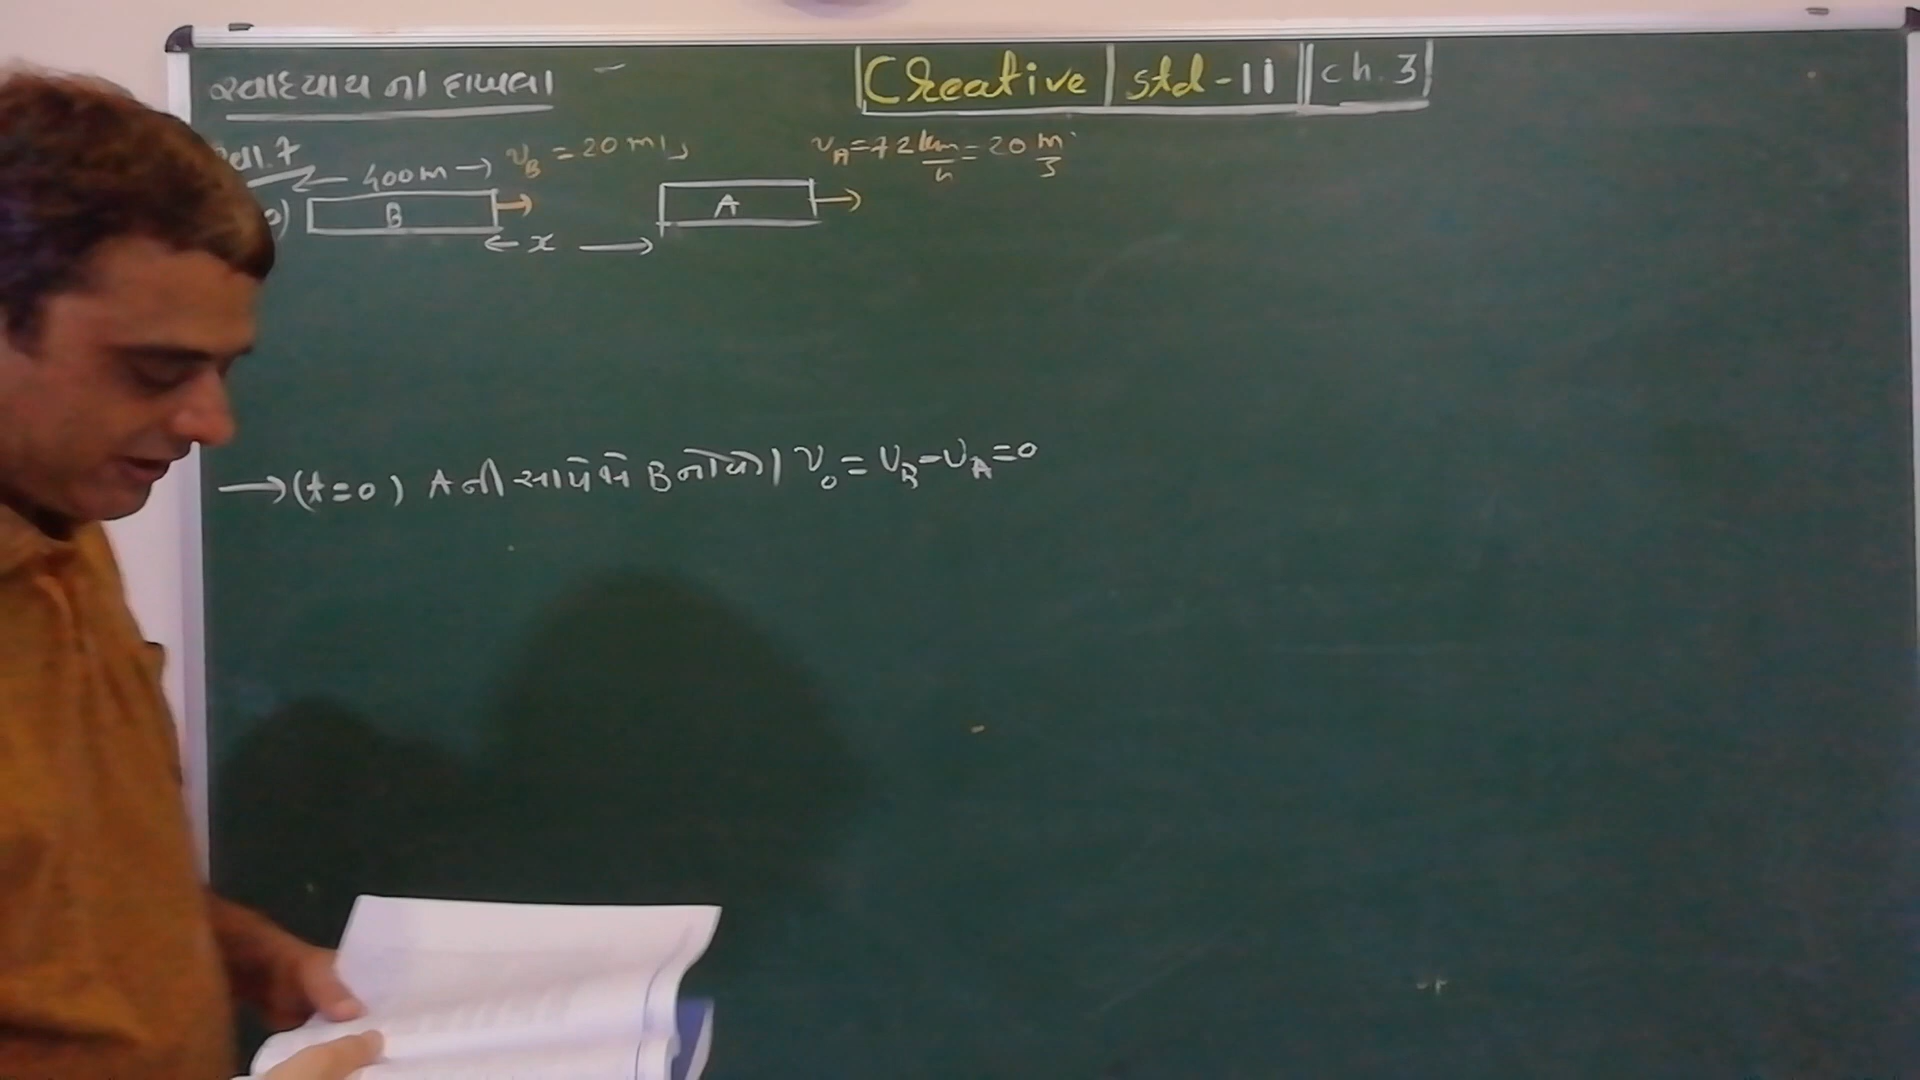 સ્વાધ્યાય ના દાખલા
Creative | std-11 | ch. 3
દા.7
← 400m → v_B = 20 m/s
v_A = 72 km/h = 20 m/s
B
A
← x →
→ (t=0) A ની સાપેક્ષે B નો વેગ v₀ = v_B - v_A = 0